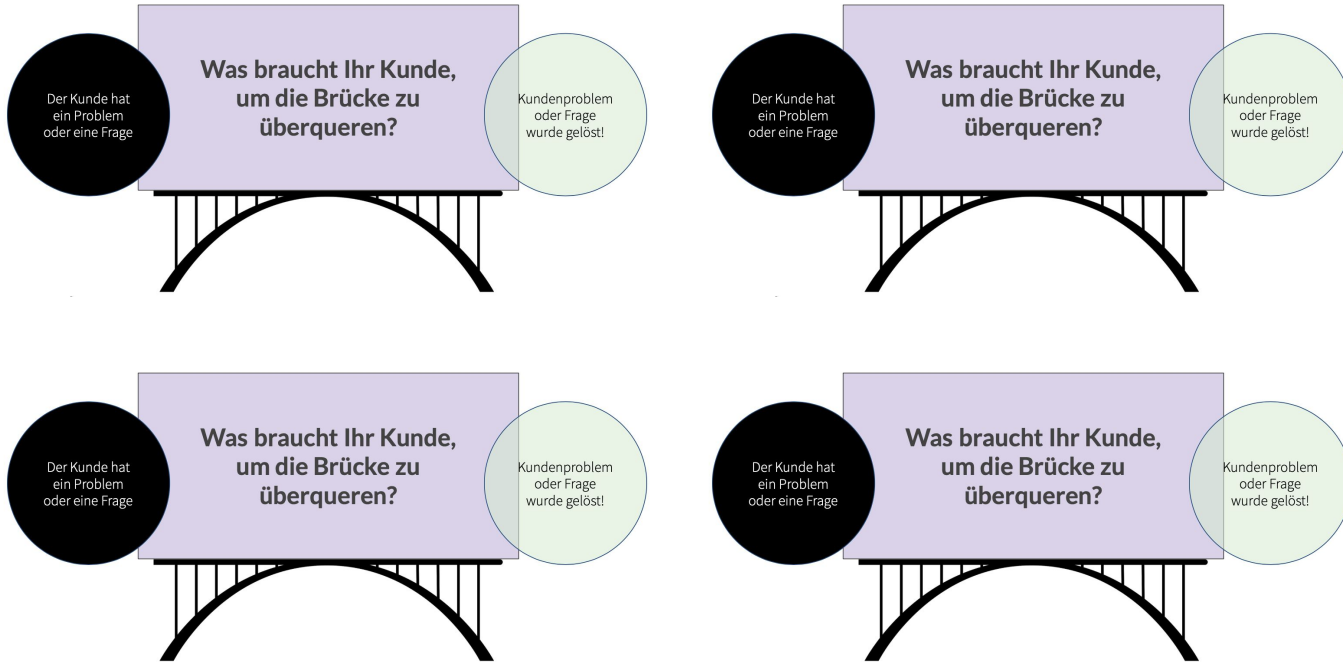 Der Kunde hat
ein Problem
oder eine Frage
Was braucht Ihr Kunde,
um die Brücke zu
überqueren?
Kundenproblem
oder Frage
wurde gelöst!
Der Kunde hat
ein Problem
oder eine Frage
Was braucht Ihr Kunde,
um die Brücke zu
überqueren?
Kundenproblem
oder Frage
wurde gelöst!
Der Kunde hat
ein Problem
oder eine Frage
Was braucht Ihr Kunde,
um die Brücke zu
überqueren?
Kundenproblem
oder Frage
wurde gelöst!
Der Kunde hat
ein Problem
oder eine Frage
Was braucht Ihr Kunde,
um die Brücke zu
überqueren?
Kundenproblem
oder Frage
wurde gelöst!